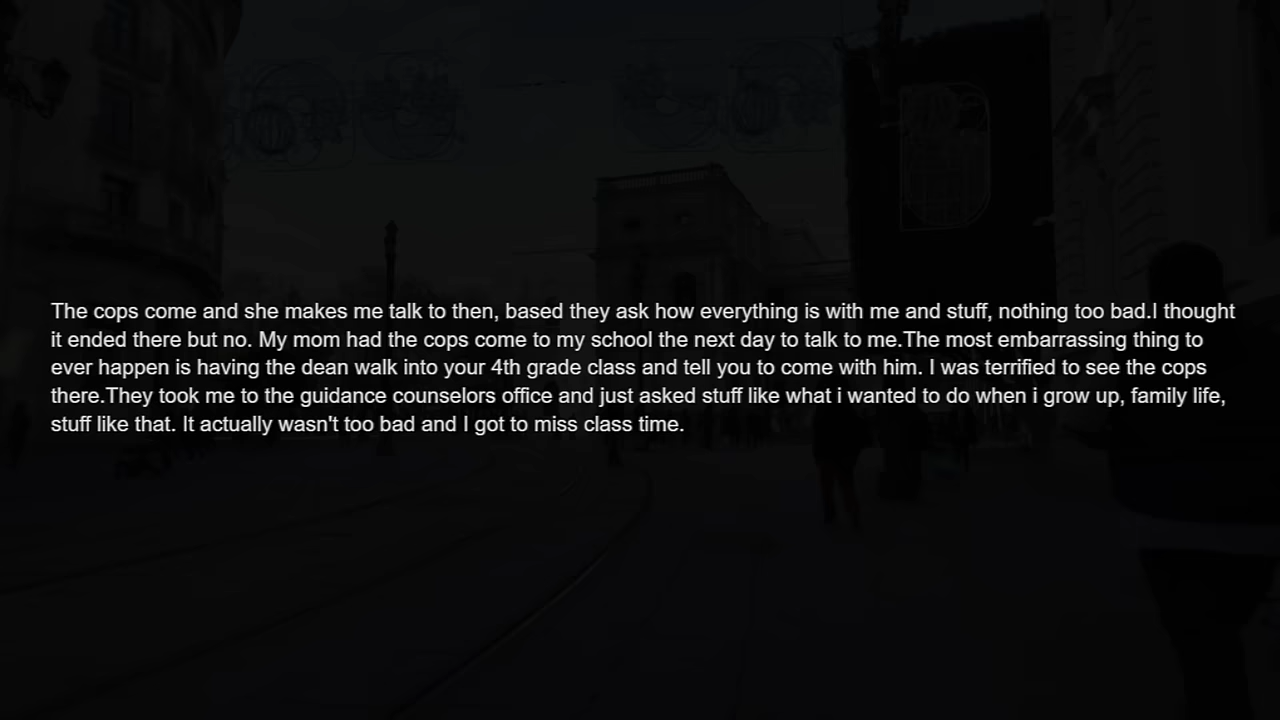 The cops come and she makes me talk to then, based they ask how everything is with me and stuff, nothing too bad.I thought
it ended there but no. My mom had the cops come to my school the next day to talk to me.The most embarrassing thing to
ever happen is having the dean walk into your 4th grade class and tell you to come with him. I was terrified to see the cops
there.They took me to the guidance counselors office and just asked stuff like what i wanted to do when i grow up, family life,
stuff like that. It actually wasn't too bad and I got to miss class time.